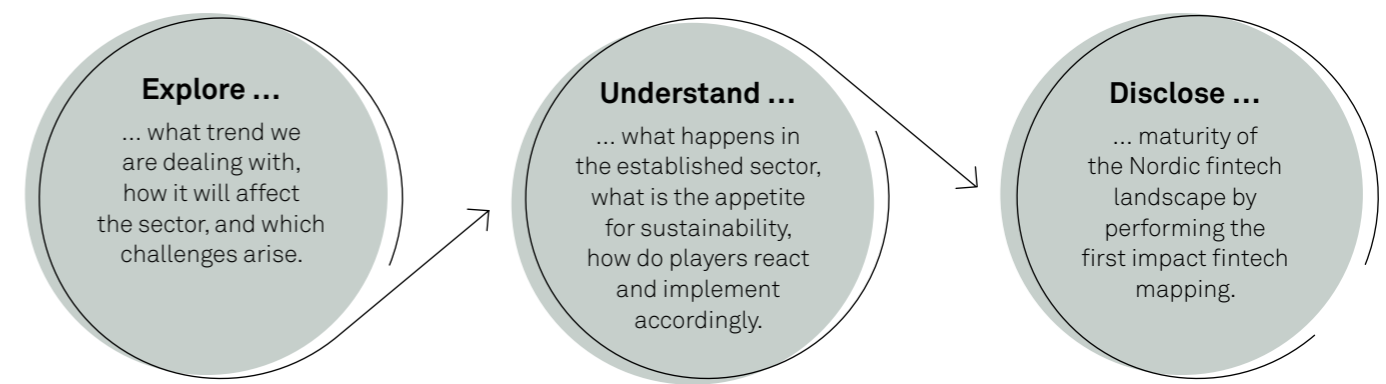 Explore ...
... what trend we
are dealing with,
how it will affect
the sector, and which
challenges arise.
Understand ...
... what happens in
the established sector,
what is the appetite
for sustainability,
how do players react
and implement
accordingly.
Disclose ...
... maturity of
the Nordic fintech
landscape by
performing the
first impact fintech
mapping.